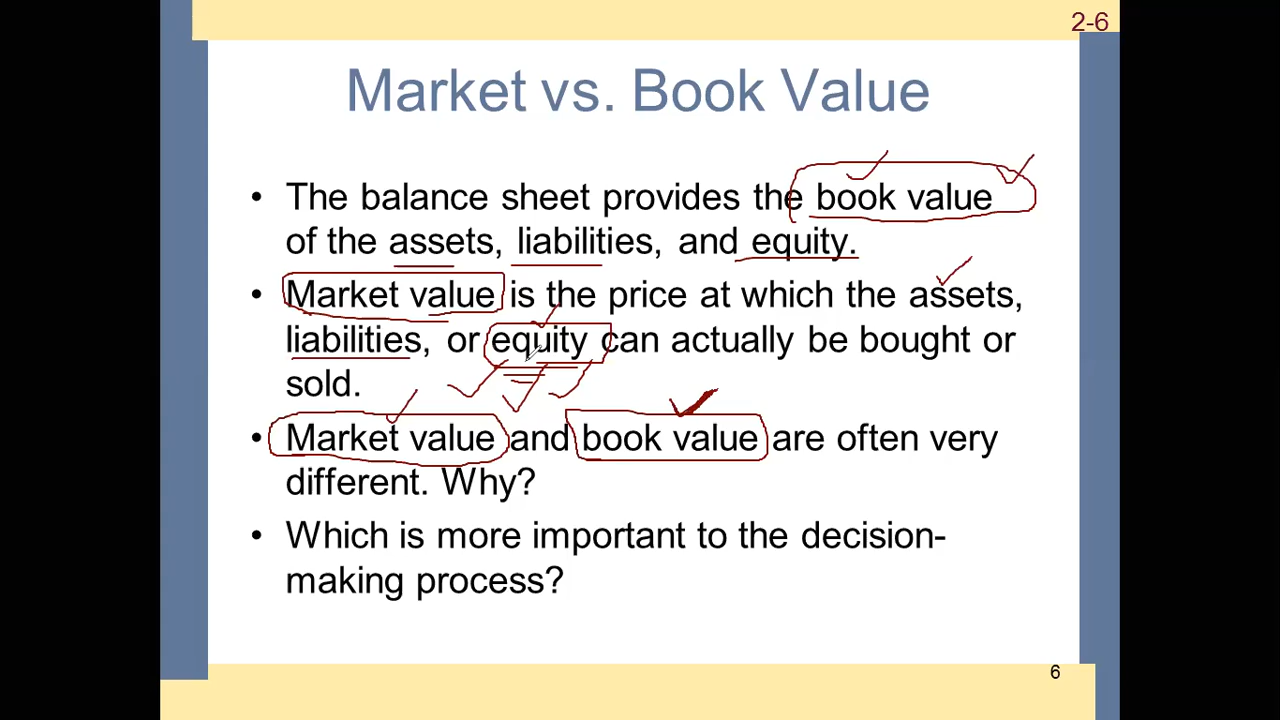 2-6
Market vs. Book Value
• The balance sheet provides the book value
of the assets, liabilities, and equity.
• Market value is the price at which the assets,
liabilities, or equity can actually be bought or
sold.
• Market value and book value are often very
different. Why?
• Which is more important to the decision-
making process?
6